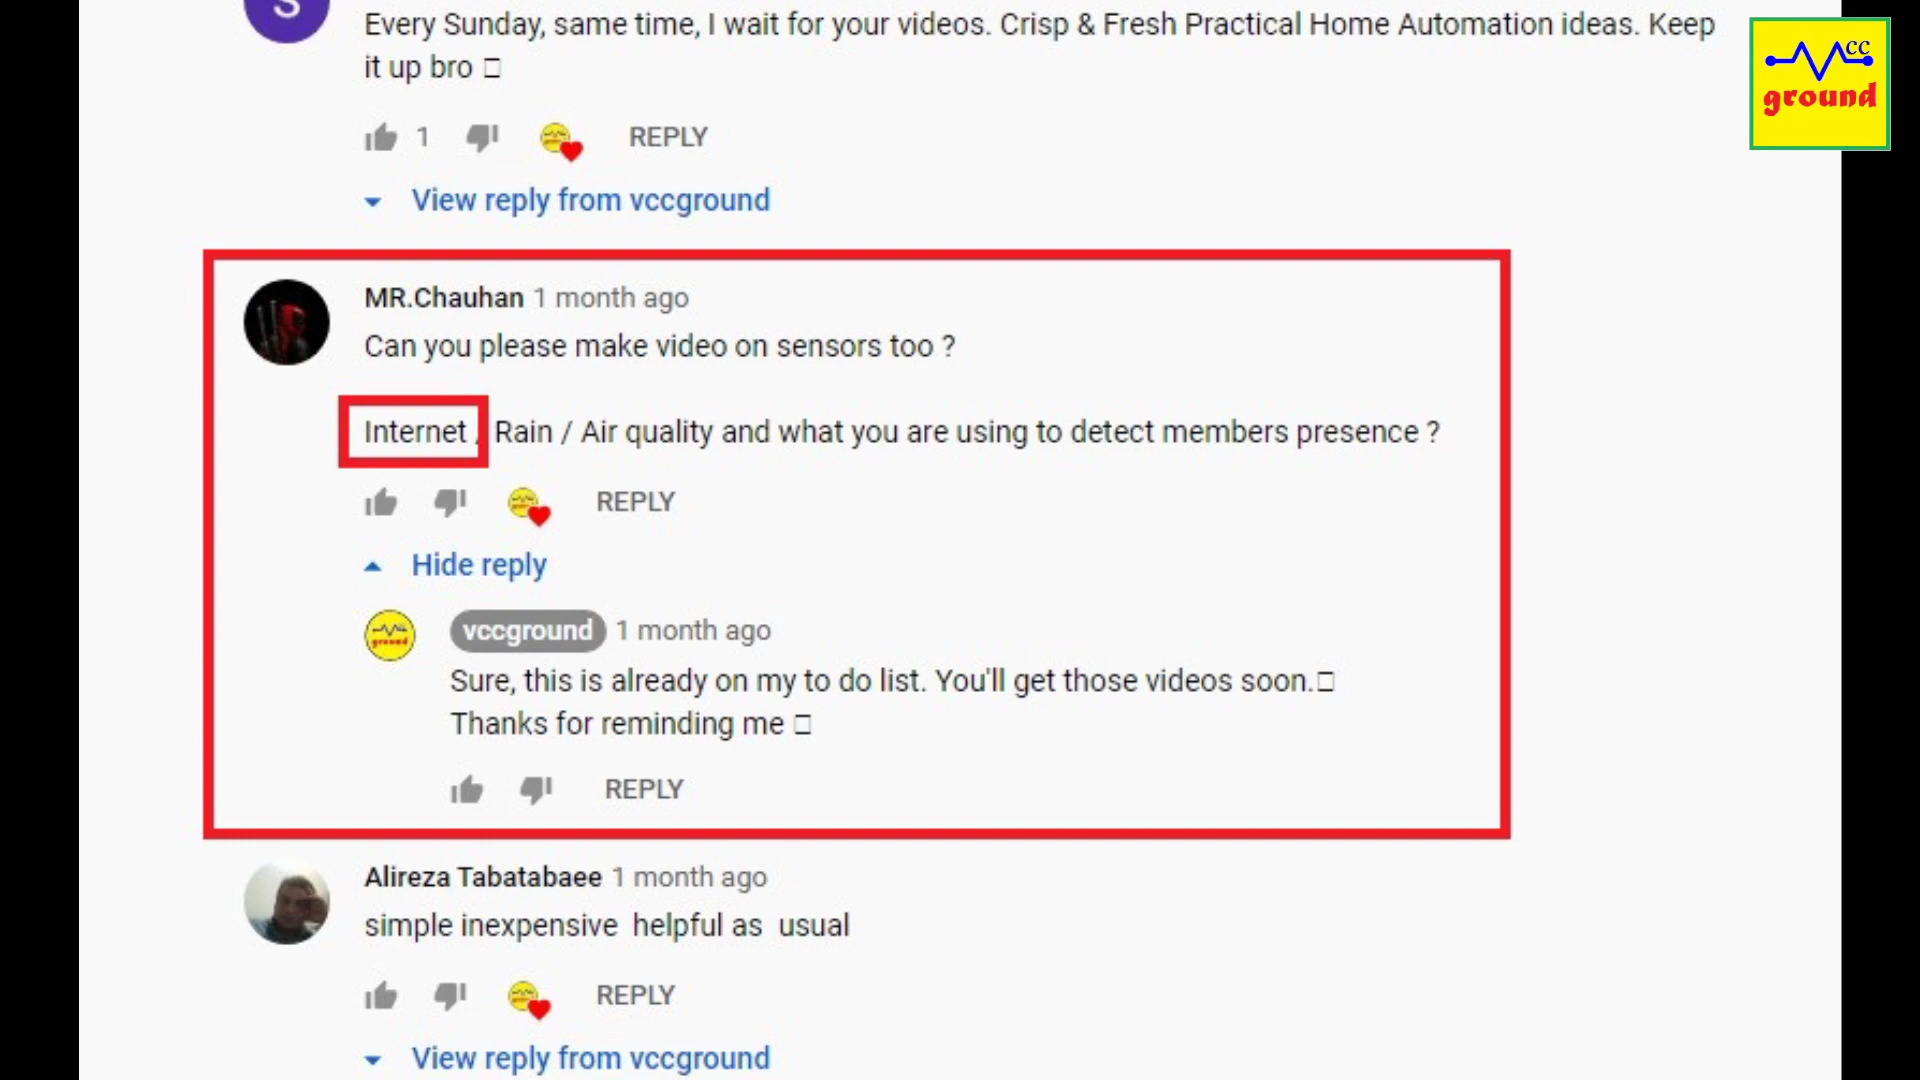 S
Every Sunday, same time, I wait for your videos. Crisp & Fresh Practical Home Automation ideas. Keep
it up bro
1 REPLY
View reply from vccground
MR.Chauhan 1 month ago
Can you please make video on sensors too ?
Internet / Rain / Air quality and what you are using to detect members presence ?
REPLY
Hide reply
vccground 1 month ago
Sure, this is already on my to do list. You'll get those videos soon.
Thanks for reminding me
REPLY
Alireza Tabatabaee 1 month ago
simple inexpensive helpful as usual
REPLY
View reply from vccground
Vcc
ground